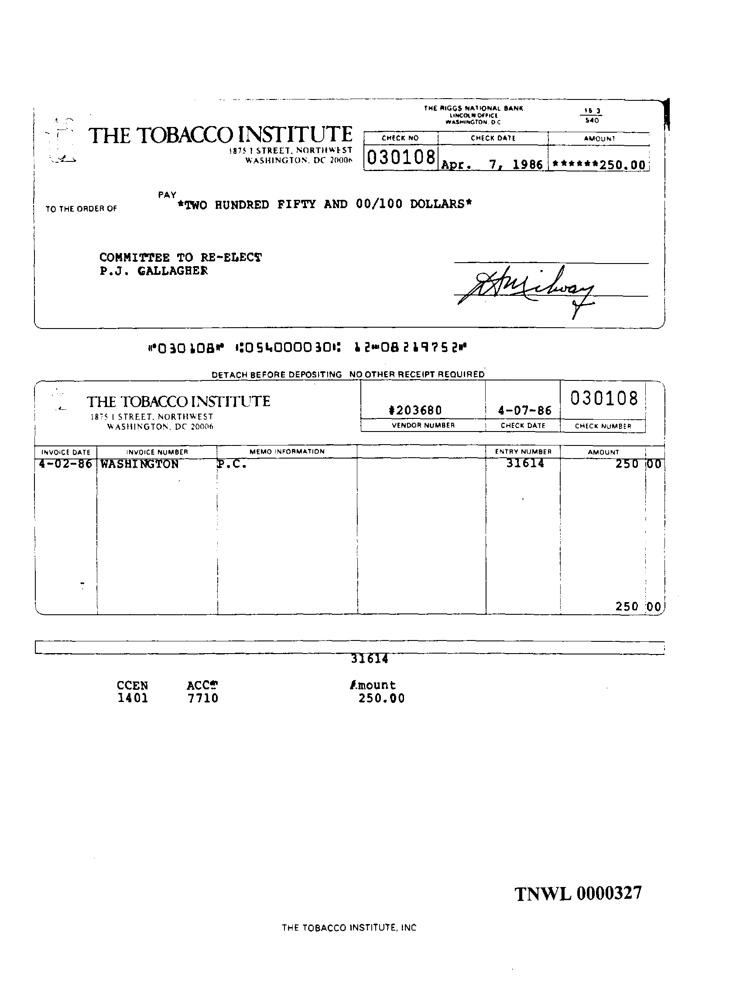 THE RIGGS NATIONAL BANK
LINCOLN OFFICE
WASHINGTON D C
15 3
540
THE TOBACCO INSTITUTE
1875 I STREET, NORTHWEST
WASHINGTON, DC 20006
CHECK NO CHECK DATE AMOUNT
030108 Apr. 7, 1986 ******250.00
PAY
TO THE ORDER OF *TWO HUNDRED FIFTY AND 00/100 DOLLARS*
COMMITTEE TO RE-ELECT
P.J. GALLAGHER
⑈030108⑈ ⑆054000030⑆ 12⑉08219752⑈
DETACH BEFORE DEPOSITING NO OTHER RECEIPT REQUIRED
THE TOBACCO INSTITUTE
1875 I STREET, NORTHWEST
WASHINGTON, DC 20006
#203680 4-07-86 030108
VENDOR NUMBER CHECK DATE CHECK NUMBER
INVOICE DATE INVOICE NUMBER MEMO INFORMATION ENTRY NUMBER AMOUNT
4-02-86 WASHINGTON P.C. 31614 250 00
250 00
31614
CCEN ACCT Amount
1401 7710 250.00
TNWL 0000327
THE TOBACCO INSTITUTE, INC